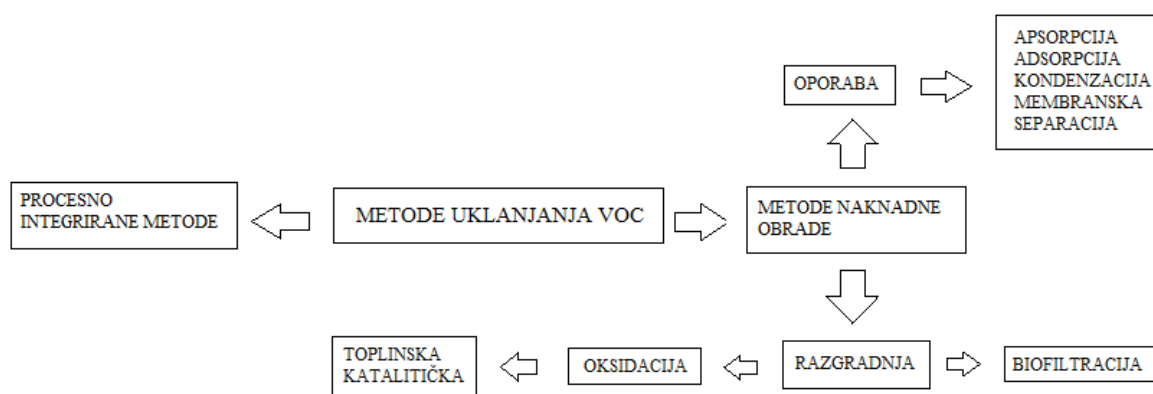 APSORPCIJA
ADSORPCIJA
KONDENZACIJA
MEMBRANSKA
SEPARACIJA
OPORABA
PROCESNO
INTEGRIRANE METODE
METODE UKLANJANJA VOC
METODE NAKNADNE
OBRADE
TOPLINSKA
KATALITIČKA
OKSIDACIJA
RAZGRADNJA
BIOFILTRACIJA